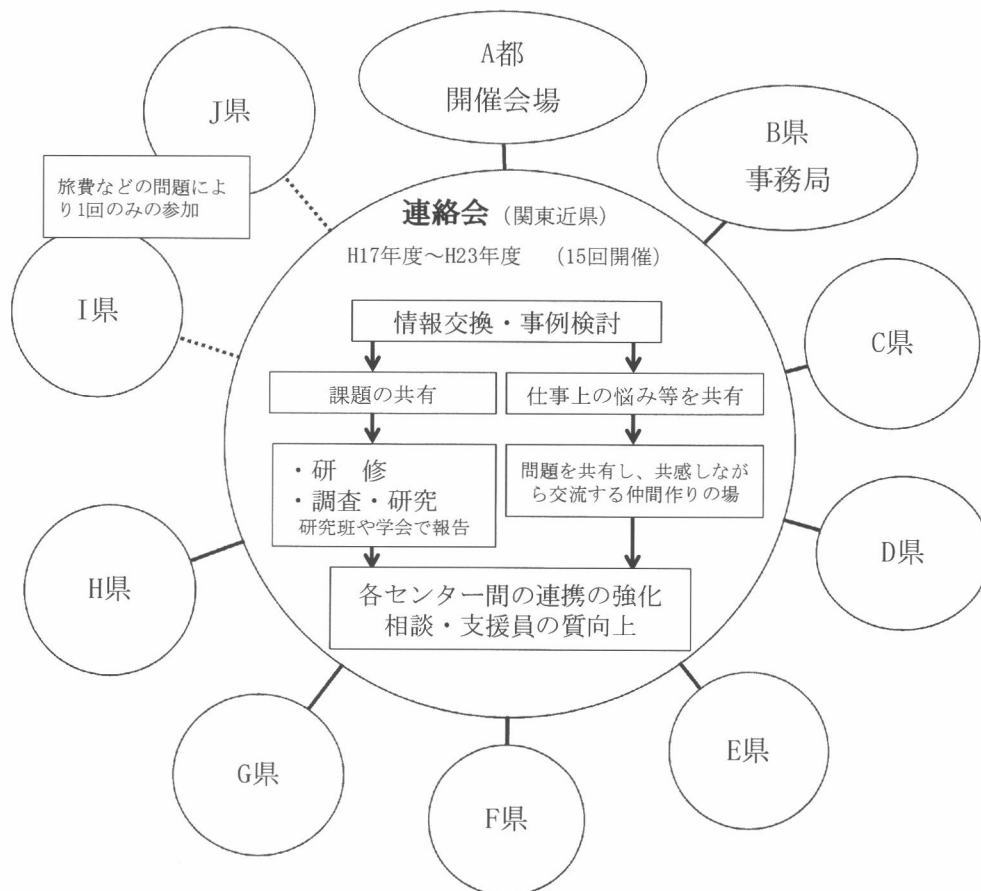 A都
開催会場
B県
事務局
J県
旅費などの問題によ
り1回のみの参加
I県
連絡会（関東近県）
H17年度～H23年度　（15回開催）
情報交換・事例検討
課題の共有
仕事上の悩み等を共有
・研　修
・調査・研究
研究班や学会で報告
問題を共有し、共感しなが
ら交流する仲間作りの場
各センター間の連携の強化
相談・支援員の質向上
C県
D県
E県
F県
G県
H県